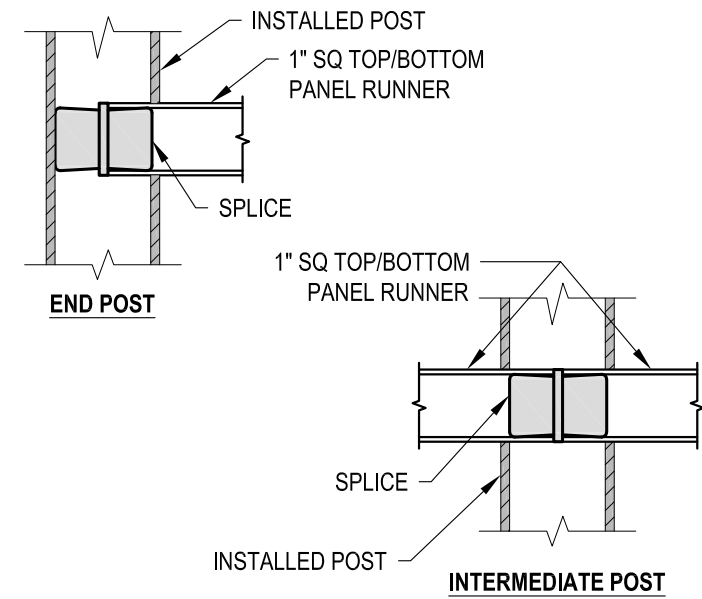 INSTALLED POST
1" SQ TOP/BOTTOM
PANEL RUNNER
SPLICE
END POST
1" SQ TOP/BOTTOM
PANEL RUNNER
SPLICE
INSTALLED POST
INTERMEDIATE POST